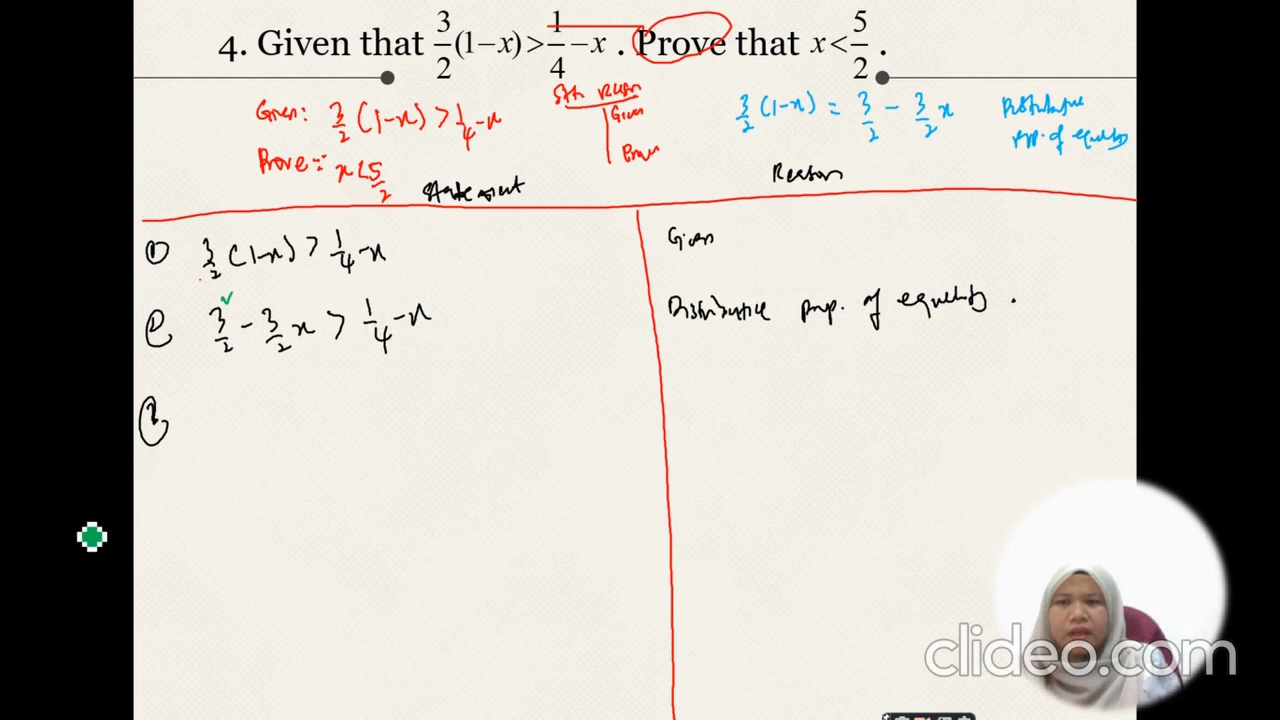 4. Given that 3/2(1−x)>1/4−x . Prove that x<5/2 .
Given: 3/2 (1-x) > 1/4 -x
Prove: x<5/2
Given
3/2 (1-x) = 3/2 - 3/2 x
Distributive
prop. of equality
Statement
Reason
① 3/2 (1-x) > 1/4 -x
Given
② 3/2 - 3/2 x > 1/4 -x
Distributive prop. of equality .
③
clideo.com